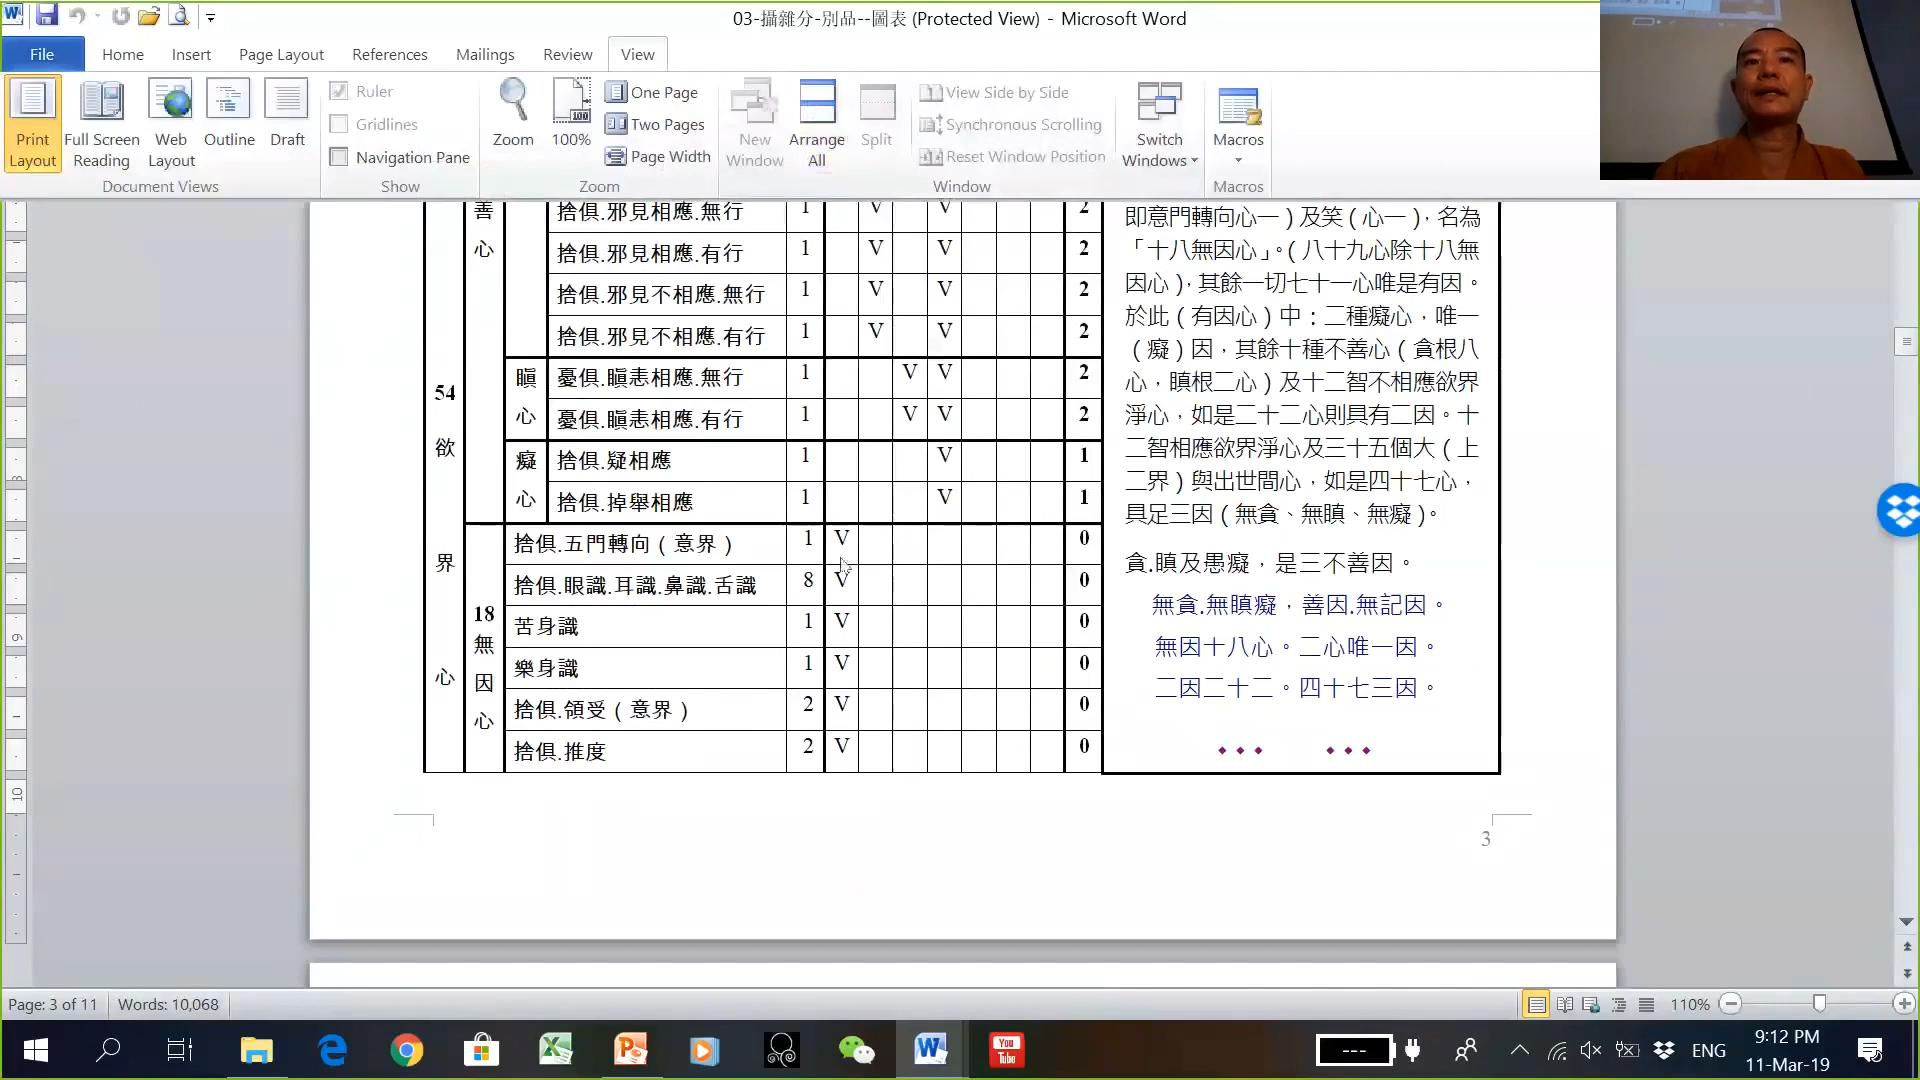 03-攝雜分-別品--圖表 (Protected View) - Microsoft Word
File Home Insert Page Layout References Mailings Review View
Print Layout
Full Screen Reading
Web Layout
Outline
Draft
Document Views
Ruler
Gridlines
Navigation Pane
Show
Zoom
100%
One Page
Two Pages
Page Width
Zoom
New Window
Arrange All
Split
View Side by Side
Synchronous Scrolling
Reset Window Position
Window
Switch Windows
Macros
Macros
54 欲界心
善心
捨俱.邪見相應.無行 1 V V 2
捨俱.邪見相應.有行 1 V V 2
捨俱.邪見不相應.無行 1 V V 2
捨俱.邪見不相應.有行 1 V V 2
瞋心
憂俱.瞋恚相應.無行 1 V V 2
憂俱.瞋恚相應.有行 1 V V 2
癡心
捨俱.疑相應 1 V 1
捨俱.掉舉相應 1 V 1
18 無因心
捨俱.五門轉向（意界） 1 V 0
捨俱.眼識.耳識.鼻識.舌識 8 V 0
苦身識 1 V 0
樂身識 1 V 0
捨俱.領受（意界） 2 V 0
捨俱.推度 2 V 0
即意門轉向心一）及笑（心一），名為
「十八無因心」。（八十九心除十八無
因心），其餘一切七十一心唯是有因。
於此（有因心）中：二種癡心，唯一
（癡）因，其餘十種不善心（貪根八
心，瞋根二心）及十二智不相應欲界
淨心，如是二十二心則具有二因。十
二智相應欲界淨心及三十五個大（上
二界）與出世間心，如是四十七心，
具足三因（無貪、無瞋、無癡）。
貪.瞋及愚癡，是三不善因。
無貪.無瞋癡，善因.無記因。
無因十八心。二心唯一因。
二因二十二。四十七三因。
3
Page: 3 of 11 Words: 10,068 110%
You Tube
ENG
9:12 PM
11-Mar-19